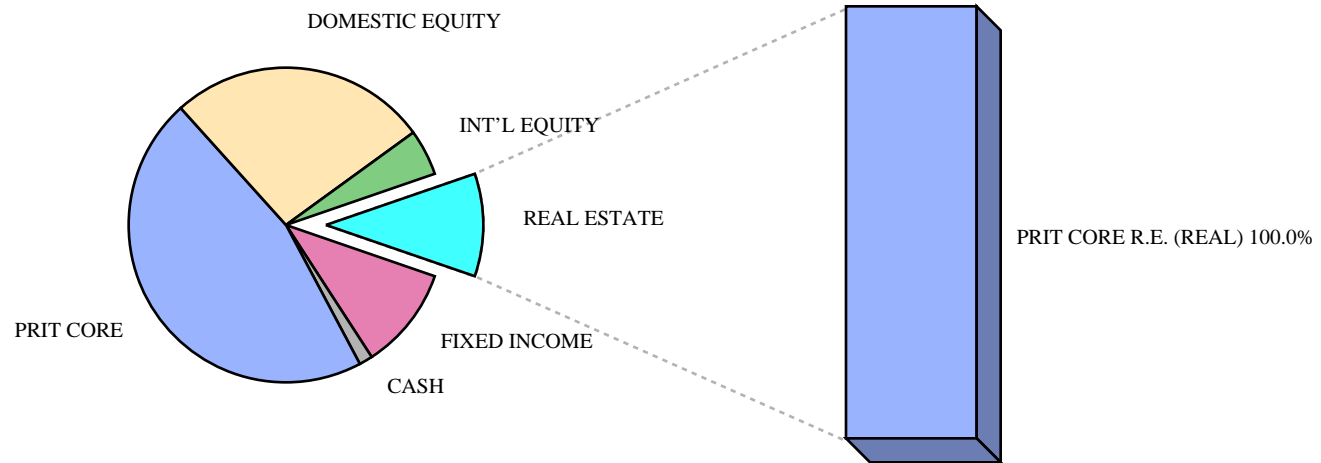 DOMESTIC EQUITY
INT'L EQUITY
REAL ESTATE
PRIT CORE R.E. (REAL) 100.0%
PRIT CORE
FIXED INCOME
CASH